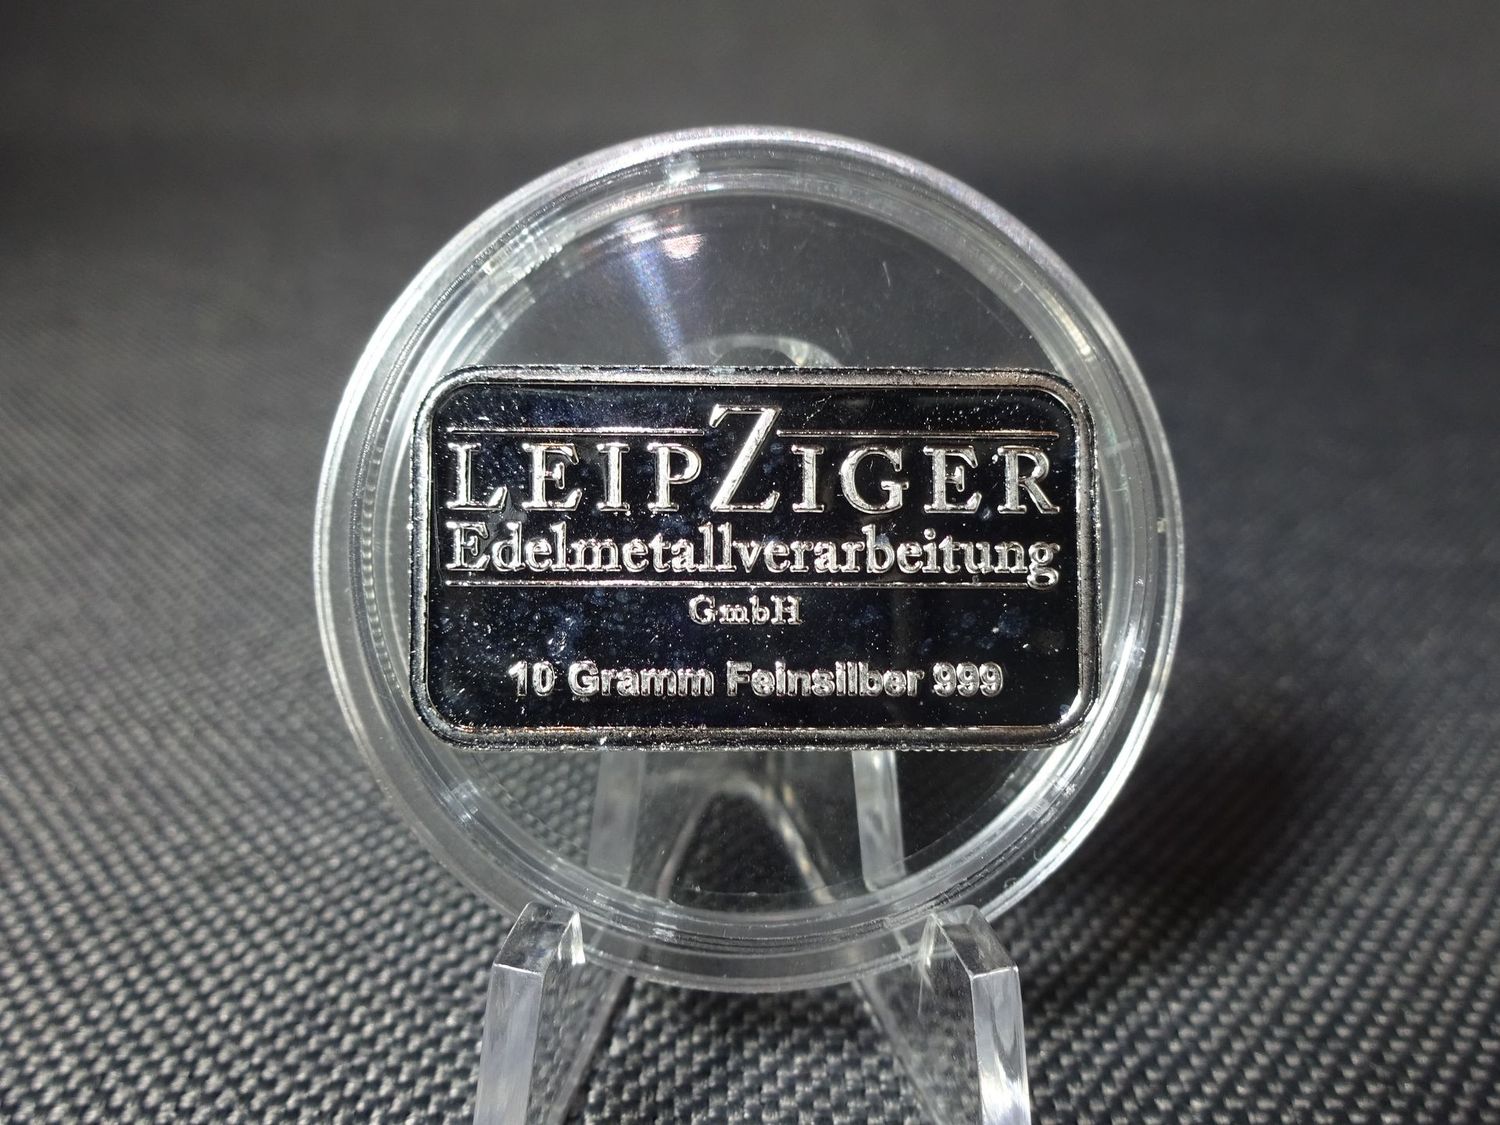 LEIPZIGER
Edelmetallverarbeitung
GmbH
10 Gramm Feinsilber 999